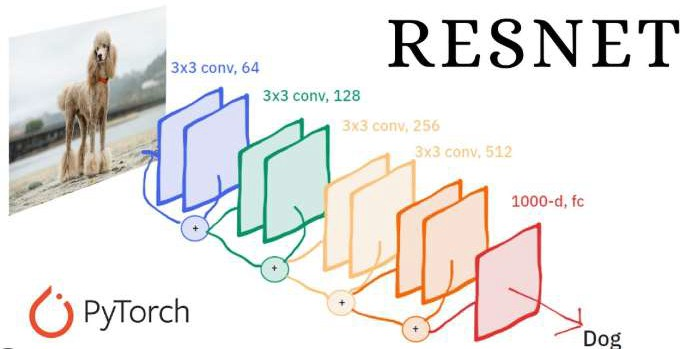 RESNET
3x3 conv, 64
3x3 conv, 128
3x3 conv, 256
3x3 conv, 512
1000-d, fc
+
+
+
+
PyTorch
Dog